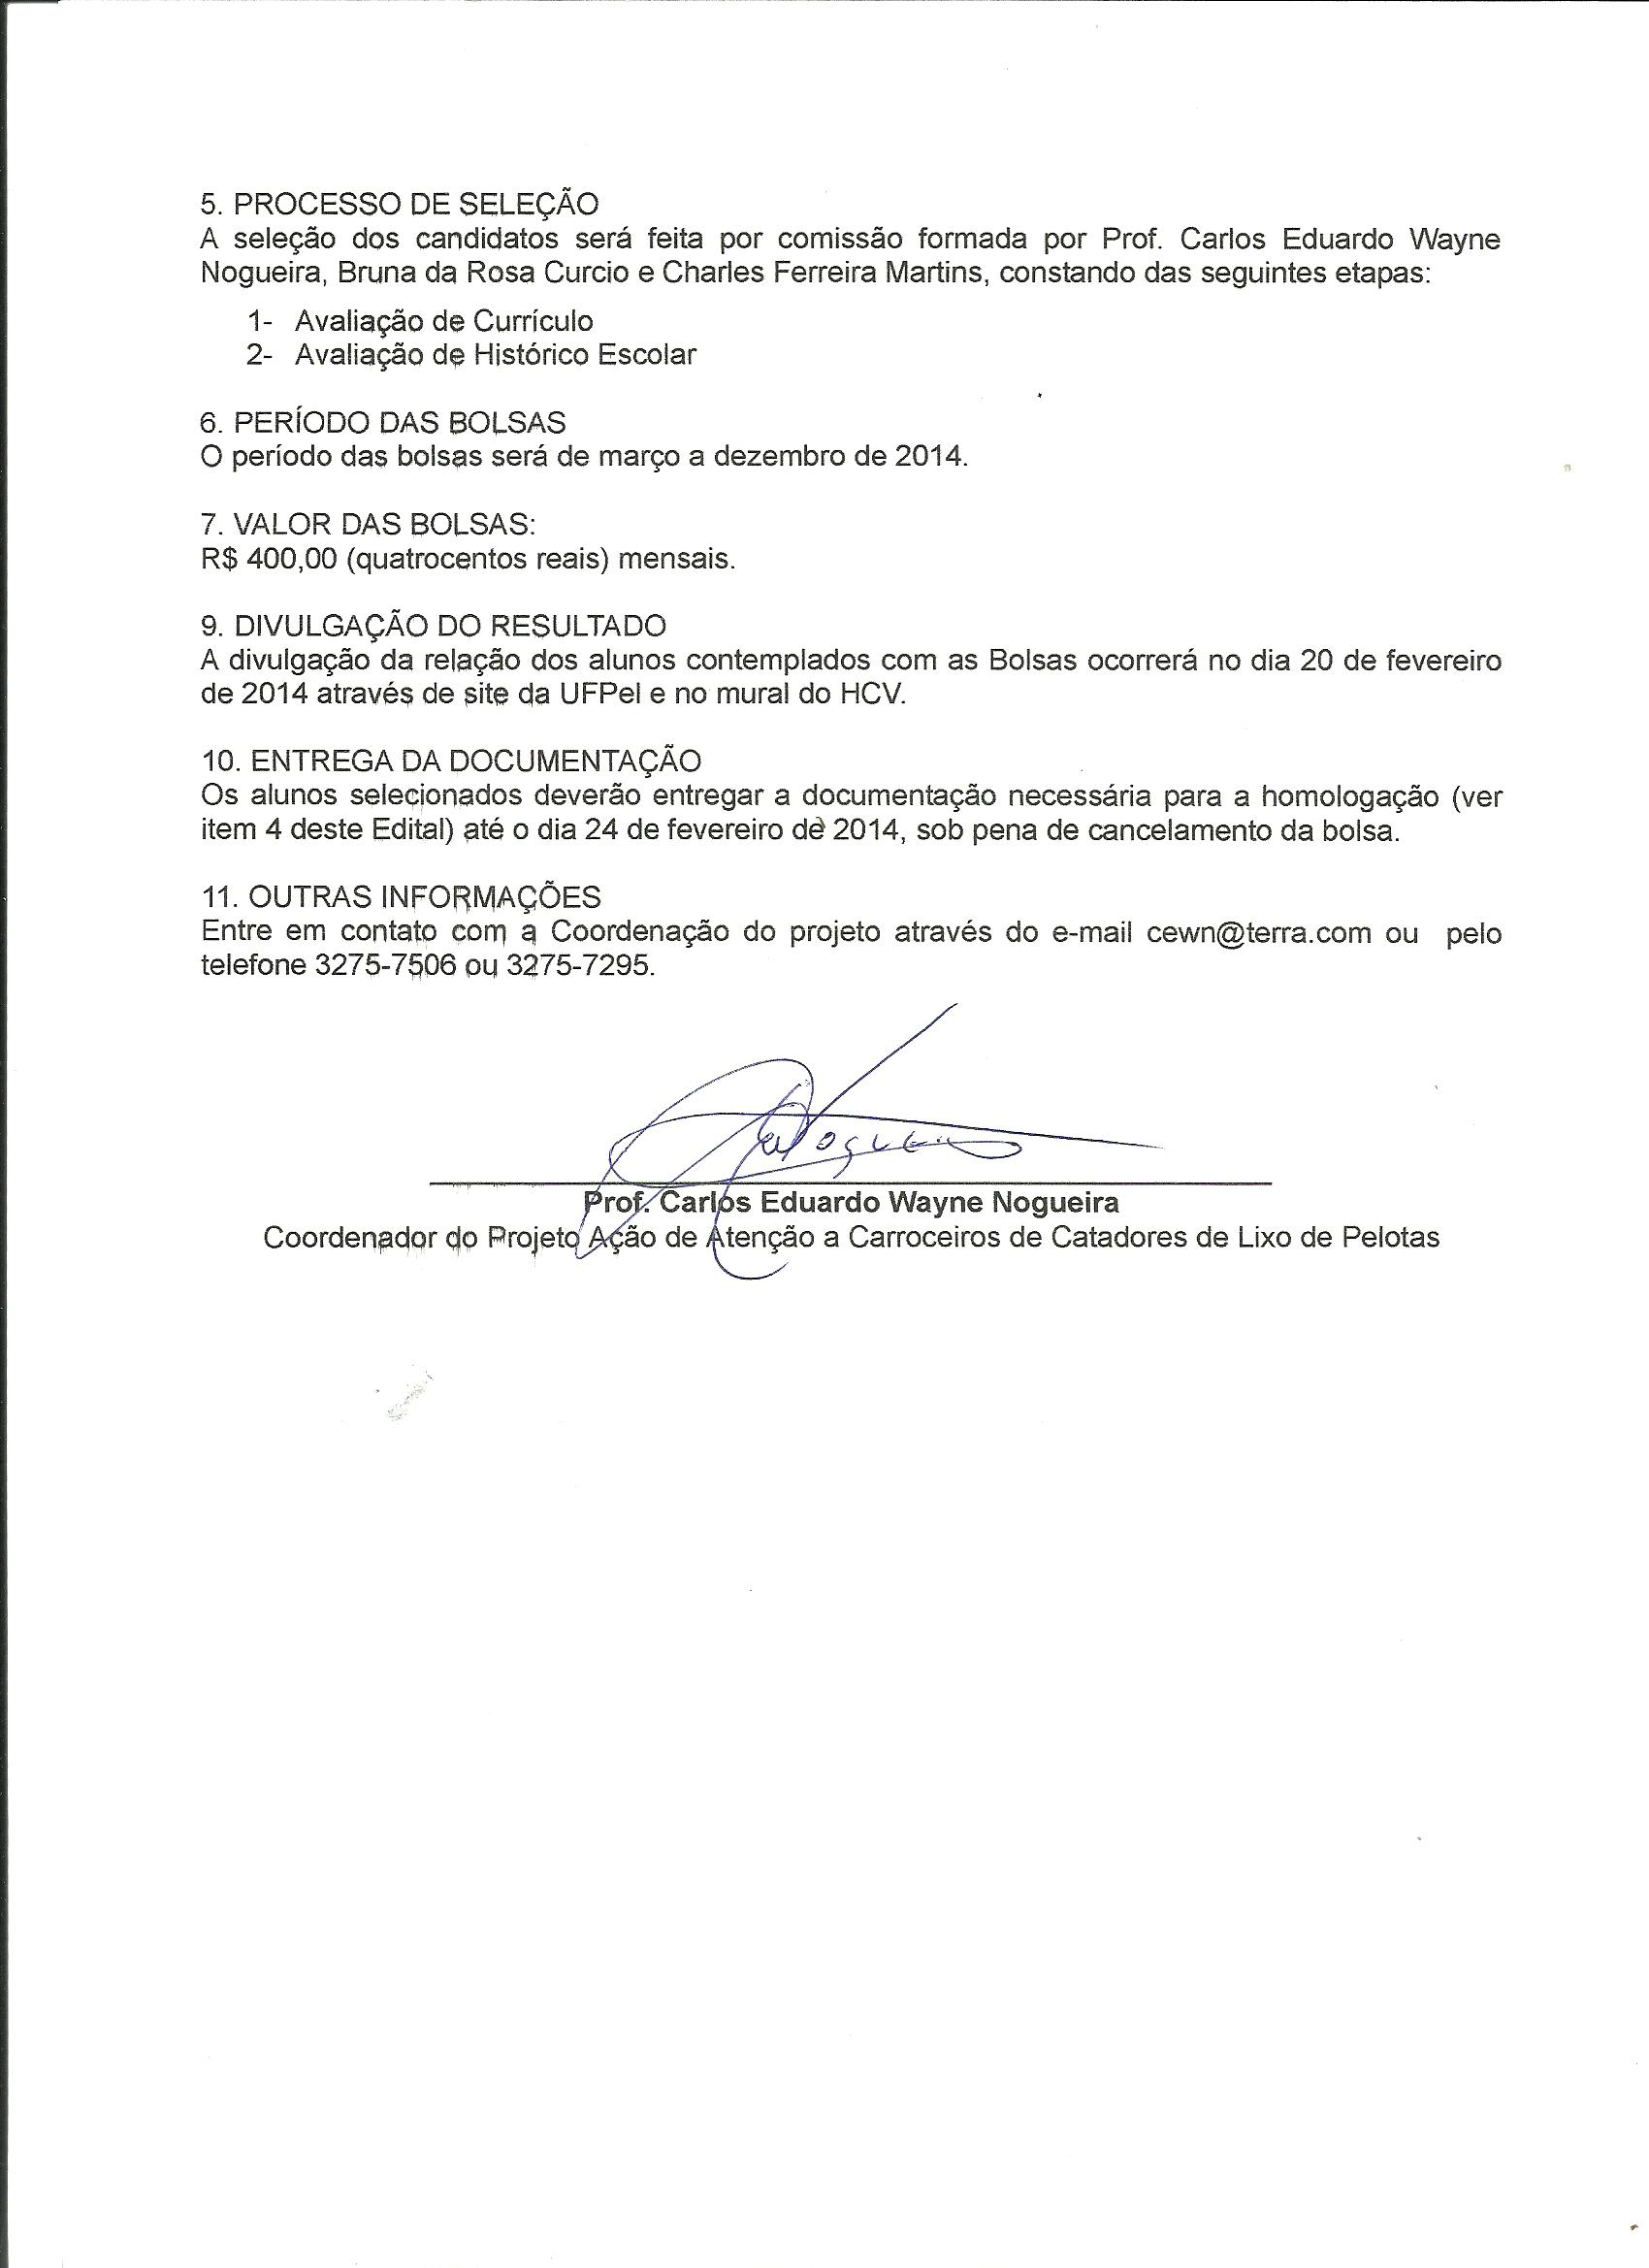 5. PROCESSO DE SELEÇÃO
A seleção dos candidatos será feita por comissão formada por Prof. Carlos Eduardo Wayne
Nogueira, Bruna da Rosa Curcio e Charles Ferreira Martins, constando das seguintes etapas:
1- Avaliação de Currículo
2- Avaliação de Histórico Escolar
6. PERÍODO DAS BOLSAS
O período das bolsas será de março a dezembro de 2014.
7. VALOR DAS BOLSAS:
R$ 400,00 (quatrocentos reais) mensais.
9. DIVULGAÇÃO DO RESULTADO
A divulgação da relação dos alunos contemplados com as Bolsas ocorrerá no dia 20 de fevereiro
de 2014 através de site da UFPel e no mural do HCV.
10. ENTREGA DA DOCUMENTAÇÃO
Os alunos selecionados deverão entregar a documentação necessária para a homologação (ver
item 4 deste Edital) até o dia 24 de fevereiro de 2014, sob pena de cancelamento da bolsa.
11. OUTRAS INFORMAÇÕES
Entre em contato com a Coordenação do projeto através do e-mail cewn@terra.com ou pelo
telefone 3275-7506 ou 3275-7295.
Prof. Carlos Eduardo Wayne Nogueira
Coordenador do Projeto Ação de Atenção a Carroceiros de Catadores de Lixo de Pelotas